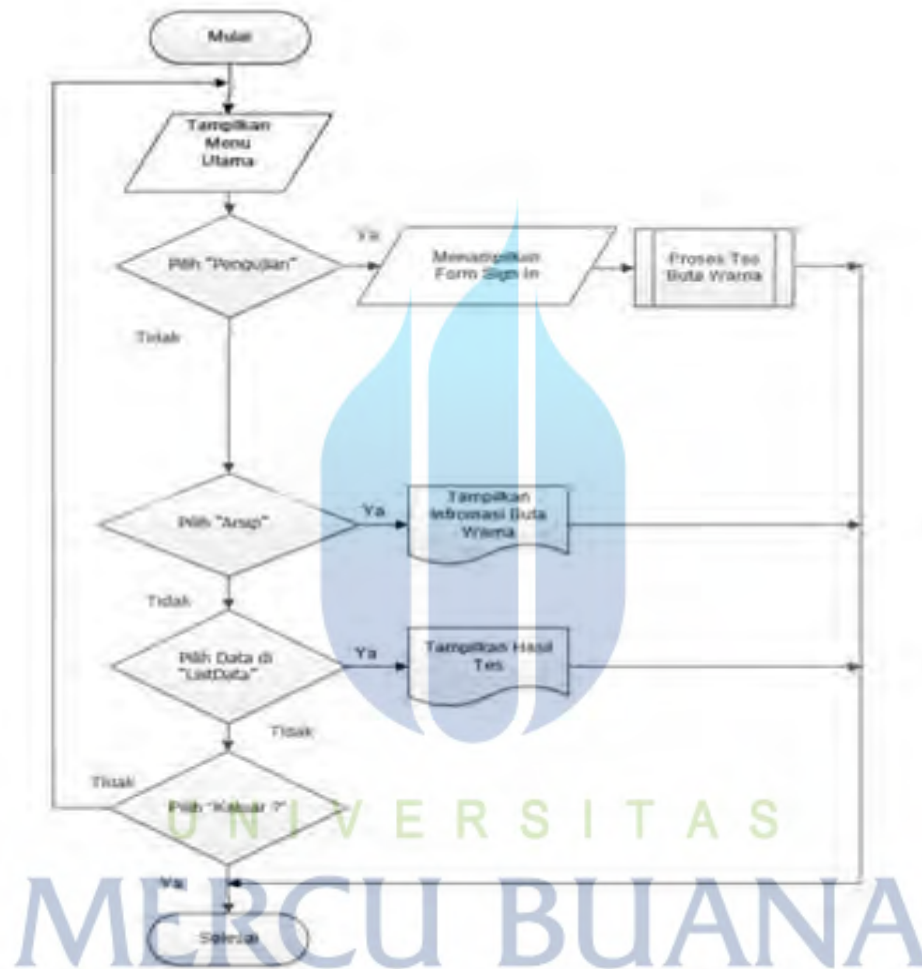 Mulai
Tampilkan
Menu
Utama
Pilih "Pengujian"
Ya
Menampilkan
Form Sign In
Proses Tes
Buta Warna
Tidak
Pilih "Arsip"
Ya
Tampilkan
Infromasi Buta
Warna
Tidak
Pilih Data di
"ListData"
Ya
Tampilkan Hasil
Tes
Tidak
Tidak
Pilih "Keluar ?"
UNIVERSITAS
Ya
MERCU BUANA
Selesai